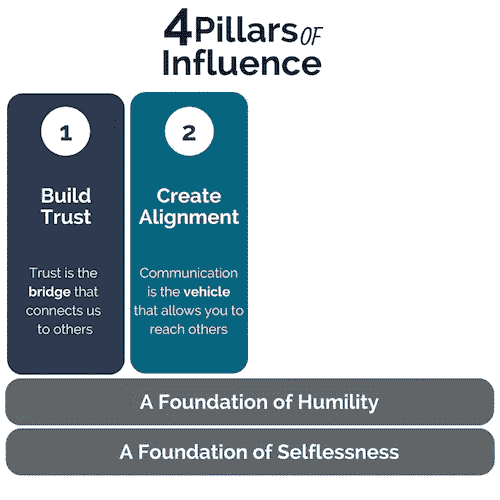 4 Pillars OF
Influence
1
Build
Trust
Trust is the
bridge that
connects us
to others
2
Create
Alignment
Communication
is the vehicle
that allows you to
reach others
A Foundation of Humility
A Foundation of Selflessness